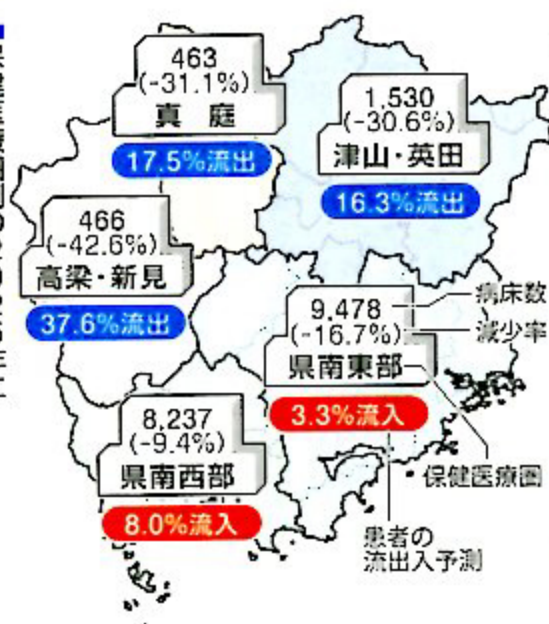 463
(-31.1%)
真庭
17.5%流出
1,530
(-30.6%)
津山・英田
16.3%流出
466
(-42.6%)
高梁・新見
37.6%流出
9,478
(-16.7%)
県南東部
3.3%流入
病床数
減少率
保健医療圏
8,237
(-9.4%)
県南西部
8.0%流入
患者の
流出入予測